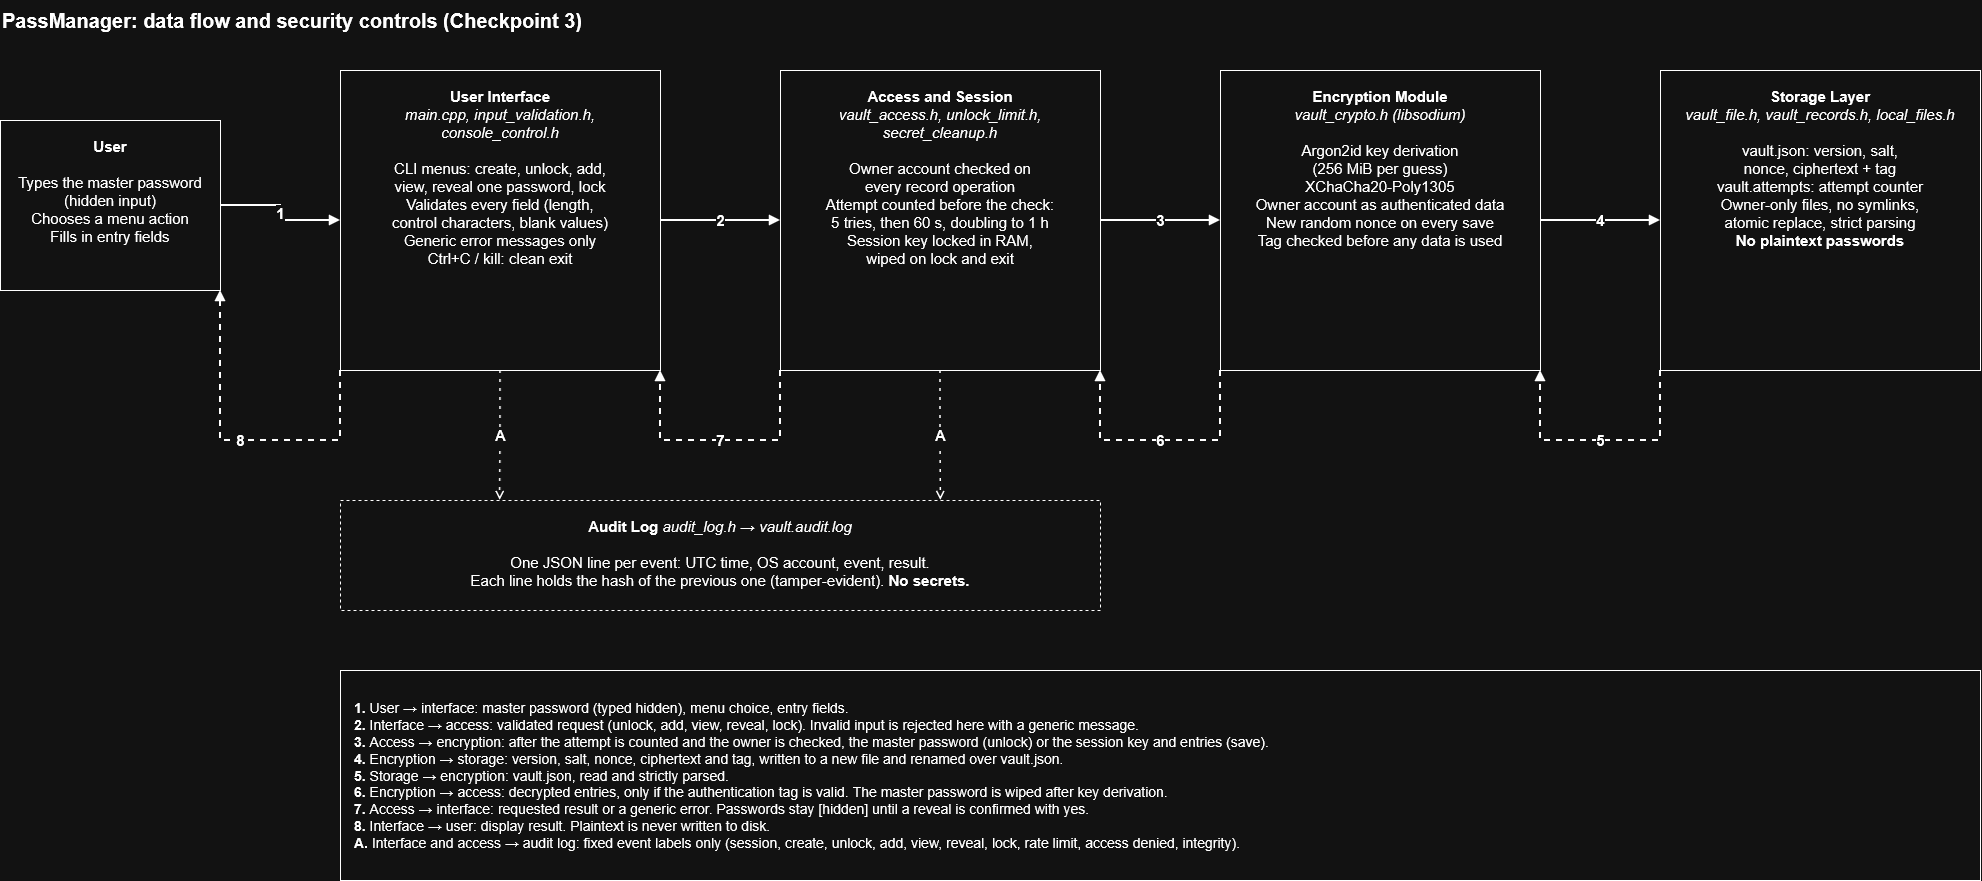 PassManager: data flow and security controls (Checkpoint 3)
User
Types the master password
(hidden input)
Chooses a menu action
Fills in entry fields
1
User Interface
main.cpp, input_validation.h,
console_control.h
CLI menus: create, unlock, add,
view, reveal one password, lock
Validates every field (length,
control characters, blank values)
Generic error messages only
Ctrl+C / kill: clean exit
2
Access and Session
vault_access.h, unlock_limit.h,
secret_cleanup.h
Owner account checked on
every record operation
Attempt counted before the check:
5 tries, then 60 s, doubling to 1 h
Session key locked in RAM,
wiped on lock and exit
3
Encryption Module
vault_crypto.h (libsodium)
Argon2id key derivation
(256 MiB per guess)
XChaCha20-Poly1305
Owner account as authenticated data
New random nonce on every save
Tag checked before any data is used
4
Storage Layer
vault_file.h, vault_records.h, local_files.h
vault.json: version, salt,
nonce, ciphertext + tag
vault.attempts: attempt counter
Owner-only files, no symlinks,
atomic replace, strict parsing
No plaintext passwords
8
A
7
A
6
5
Audit Log audit_log.h → vault.audit.log
One JSON line per event: UTC time, OS account, event, result.
Each line holds the hash of the previous one (tamper-evident). No secrets.
1. User → interface: master password (typed hidden), menu choice, entry fields.
2. Interface → access: validated request (unlock, add, view, reveal, lock). Invalid input is rejected here with a generic message.
3. Access → encryption: after the attempt is counted and the owner is checked, the master password (unlock) or the session key and entries (save).
4. Encryption → storage: version, salt, nonce, ciphertext and tag, written to a new file and renamed over vault.json.
5. Storage → encryption: vault.json, read and strictly parsed.
6. Encryption → access: decrypted entries, only if the authentication tag is valid. The master password is wiped after key derivation.
7. Access → interface: requested result or a generic error. Passwords stay [hidden] until a reveal is confirmed with yes.
8. Interface → user: display result. Plaintext is never written to disk.
A. Interface and access → audit log: fixed event labels only (session, create, unlock, add, view, reveal, lock, rate limit, access denied, integrity).